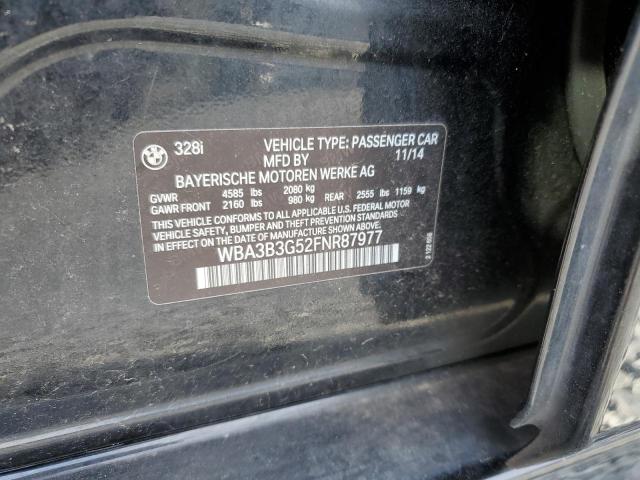 BMW
328i VEHICLE TYPE: PASSENGER CAR
MFD BY 11/14
BAYERISCHE MOTOREN WERKE AG
GVWR 4585 lbs 2080 kg
GAWR FRONT 2160 lbs 980 kg REAR 2555 lbs 1159 kg
THIS VEHICLE CONFORMS TO ALL APPLICABLE U.S. FEDERAL MOTOR
VEHICLE SAFETY, BUMPER AND THEFT PREVENTION STANDARDS
IN EFFECT ON THE DATE OF MANUFACTURE SHOWN ABOVE.
WBA3B3G52FNR87977